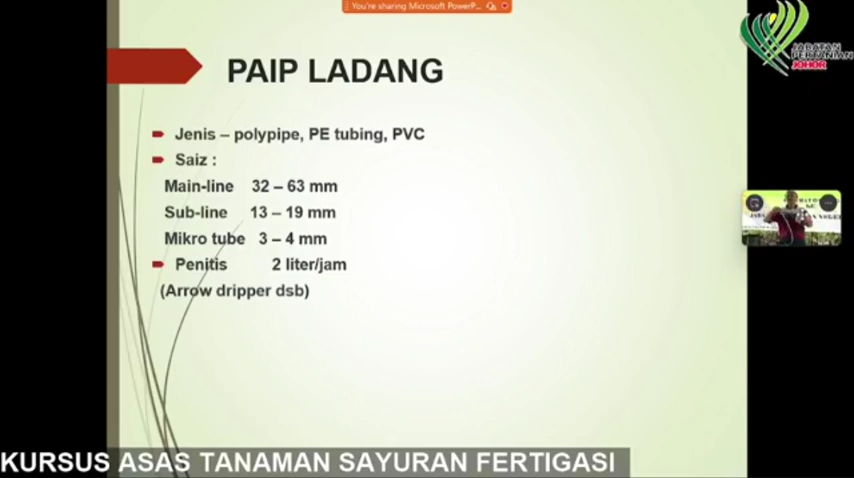 You're sharing Microsoft PowerP...
JABATAN
PERTANIAN
JOHOR
PAIP LADANG
Jenis – polypipe, PE tubing, PVC
Saiz :
Main-line 32 – 63 mm
Sub-line 13 – 19 mm
Mikro tube 3 – 4 mm
Penitis 2 liter/jam
(Arrow dripper dsb)
KURSUS ASAS TANAMAN SAYURAN FERTIGASI